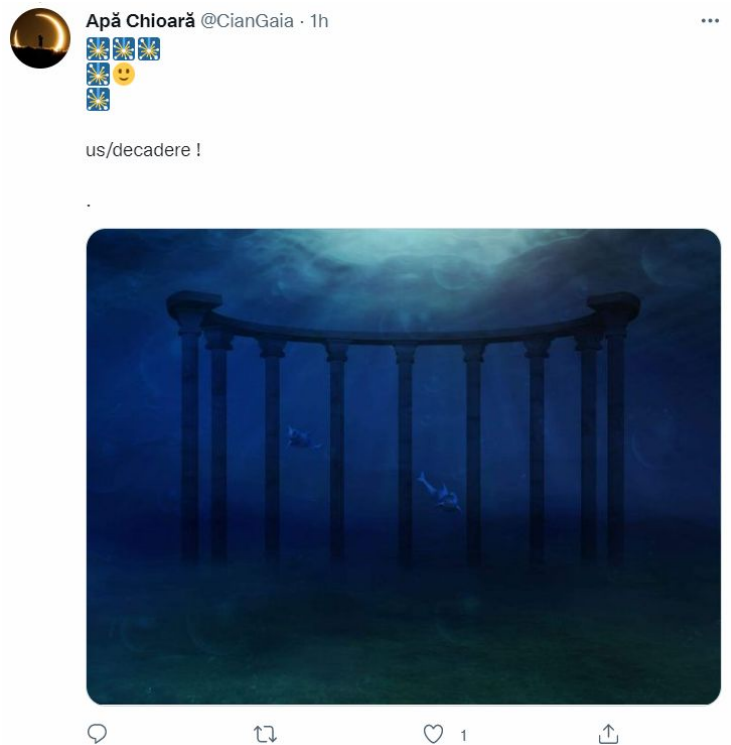 Apă Chioară @CianGaia · 1h
🎇🎇🎇
🎇🙂
🎇
us/decadere !
.
1